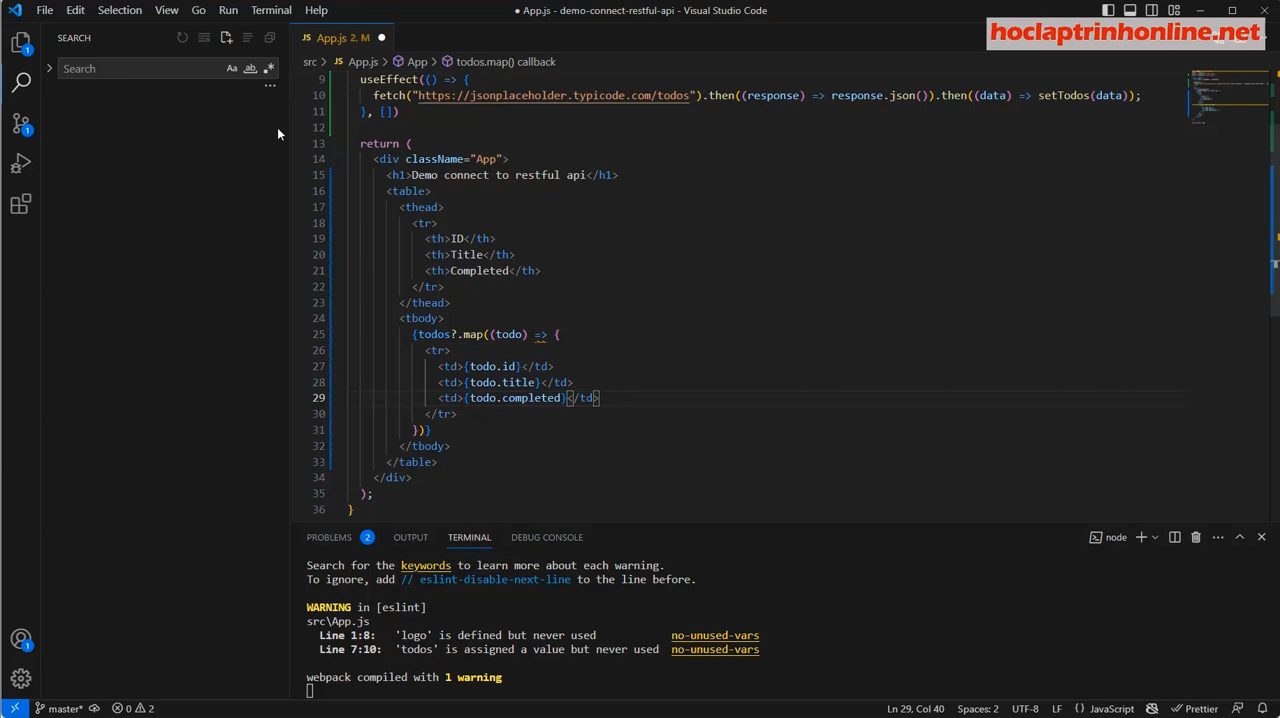 File Edit Selection View Go Run Terminal Help
● App.js - demo-connect-restful-api - Visual Studio Code
hoclaptrinhonline.net
SEARCH
Search
App.js 2, M
src > App.js > App > todos.map() callback
9 useEffect(() => {
10 fetch("https://jsonplaceholder.typicode.com/todos").then((response) => response.json()).then((data) => setTodos(data));
11 }, [])
12
13 return (
14 <div className="App">
15 <h1>Demo connect to restful api</h1>
16 <table>
17 <thead>
18 <tr>
19 <th>ID</th>
20 <th>Title</th>
21 <th>Completed</th>
22 </tr>
23 </thead>
24 <tbody>
25 {todos?.map((todo) => {
26 <tr>
27 <td>{todo.id}</td>
28 <td>{todo.title}</td>
29 <td>{todo.completed}</td>
30 </tr>
31 })}
32 </tbody>
33 </table>
34 </div>
35 );
36 }
PROBLEMS 2 OUTPUT TERMINAL DEBUG CONSOLE
node
Search for the keywords to learn more about each warning.
To ignore, add // eslint-disable-next-line to the line before.
WARNING in [eslint]
src\App.js
Line 1:8: 'logo' is defined but never used no-unused-vars
Line 7:10: 'todos' is assigned a value but never used no-unused-vars
webpack compiled with 1 warning
master* 0 2
Ln 29, Col 40 Spaces: 2 UTF-8 LF {} JavaScript Prettier